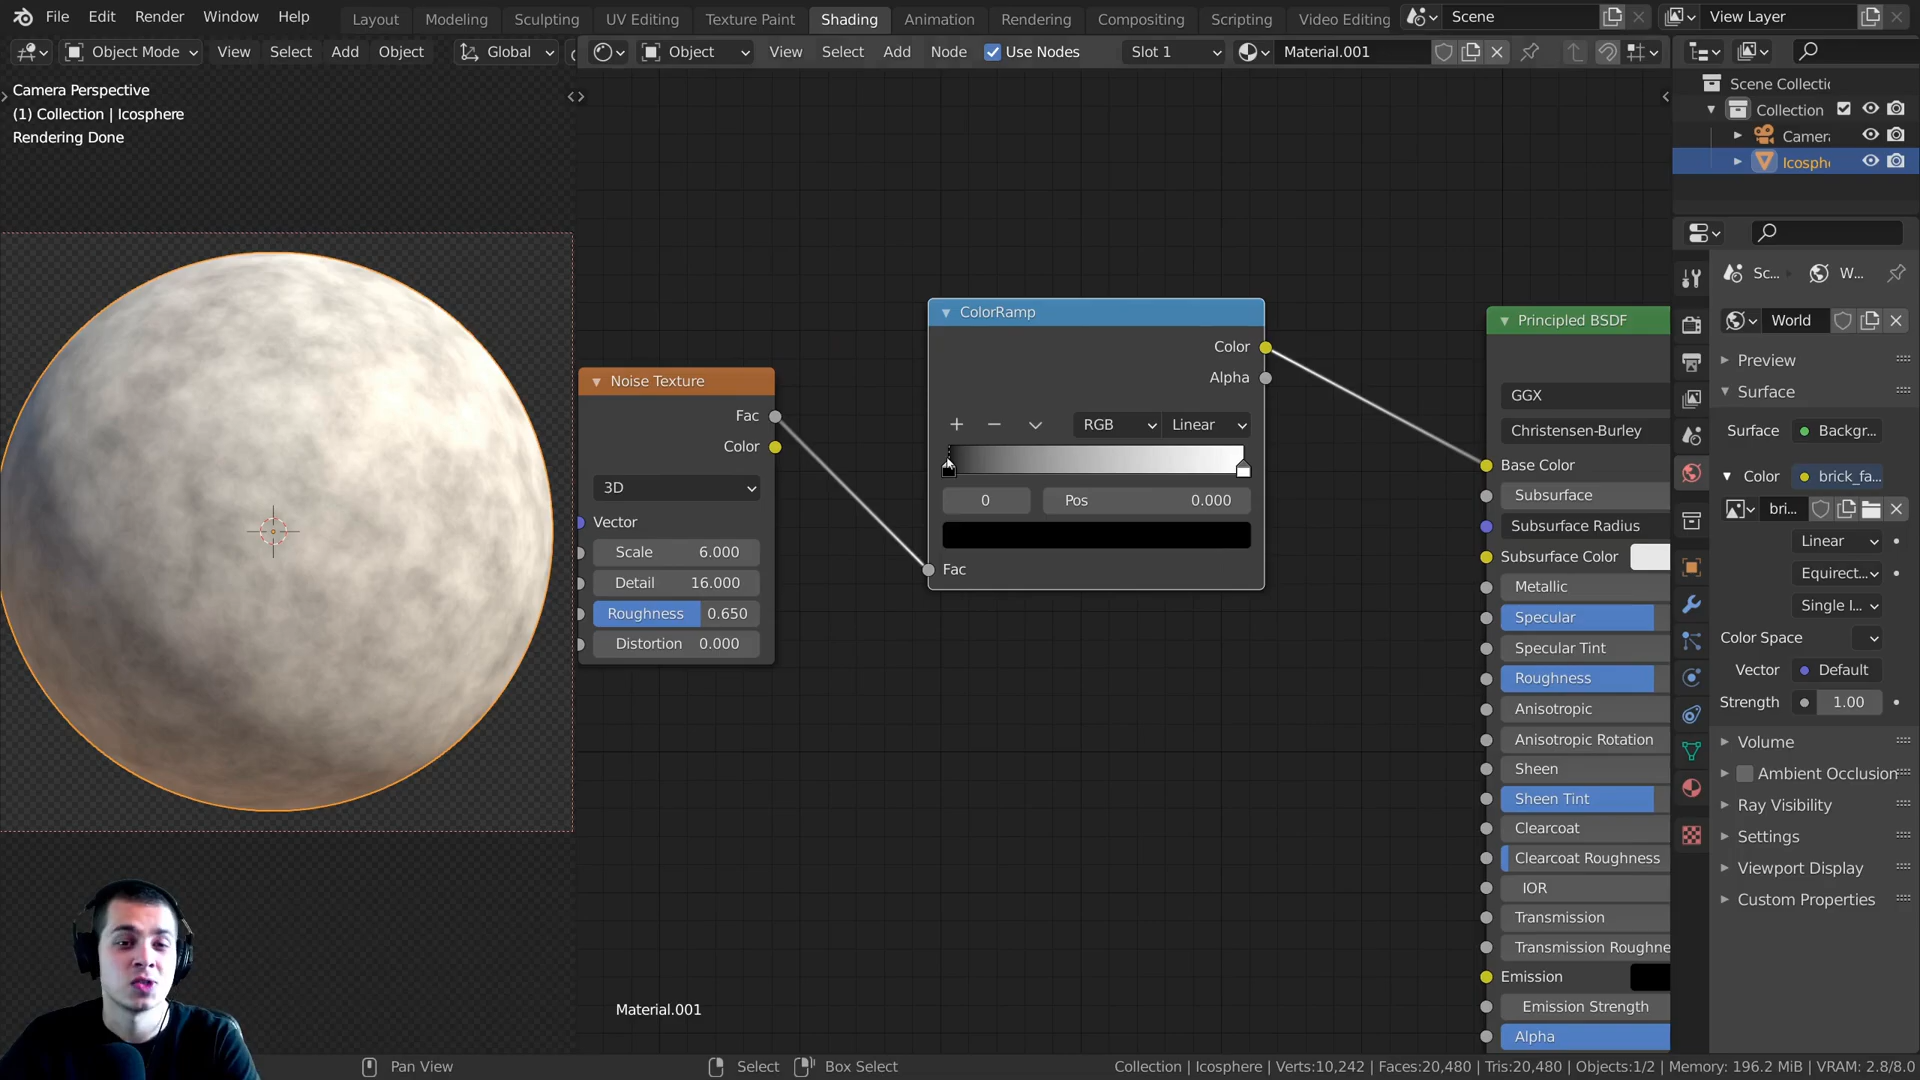 File Edit Render Window Help Layout Modeling Sculpting UV Editing Texture Paint Shading Animation Rendering Compositing Scripting Video Editing Scene View Layer
Object Mode View Select Add Object Global Object View Select Add Node Use Nodes Slot 1 Material.001
Camera Perspective
(1) Collection | Icosphere
Rendering Done
Scene Collectic
Collection
Camer
Icosph
ColorRamp
Color
Alpha
RGB Linear
0 Pos 0.000
Fac
Noise Texture
Fac
Color
3D
Vector
Scale 6.000
Detail 16.000
Roughness 0.650
Distortion 0.000
Principled BSDF
GGX
Christensen-Burley
Base Color
Subsurface
Subsurface Radius
Subsurface Color
Metallic
Specular
Specular Tint
Roughness
Anisotropic
Anisotropic Rotation
Sheen
Sheen Tint
Clearcoat
Clearcoat Roughness
IOR
Transmission
Transmission Roughne
Emission
Emission Strength
Alpha
Sc... W...
World
Preview
Surface
Surface Backgr...
Color brick_fa...
bri...
Linear
Equirect...
Single I...
Color Space
Vector Default
Strength 1.00
Volume
Ambient Occlusion
Ray Visibility
Settings
Viewport Display
Custom Properties
Material.001
Pan View Select Box Select Collection | Icosphere | Verts:10,242 | Faces:20,480 | Tris:20,480 | Objects:1/2 | Memory: 196.2 MiB | VRAM: 2.8/8.0